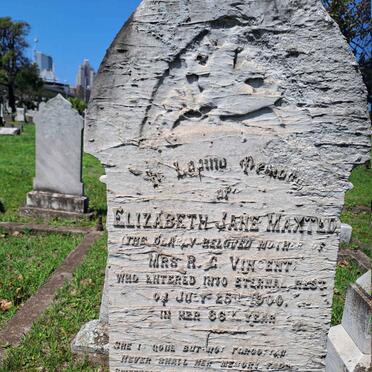 In Loving Memory
OF
ELIZABETH JANE MAXTED
THE DEARLY BELOVED MOTHER OF
MRS R. G. VINCENT
WHO ENTERED INTO ETERNAL REST
ON JULY 25TH 1900,
IN HER 66TH YEAR
SHE IS GONE BUT NOT FORGOTTEN
NEVER SHALL HER MEMORY FADE